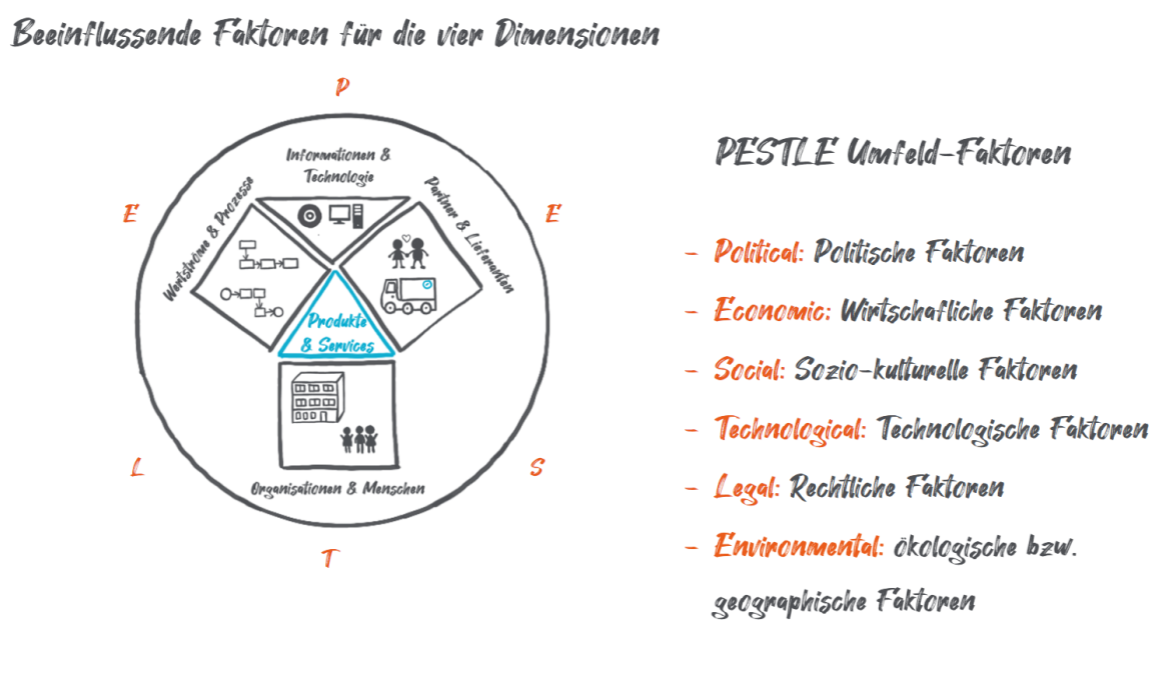 Beeinflussende Faktoren für die vier Dimensionen
P
E
E
L
S
T
Informationen &
Technologie
Wertströme & Prozesse
Partner & Lieferanten
Produkte
& Services
Organisationen & Menschen
PESTLE Umfeld-Faktoren
- Political: Politische Faktoren
- Economic: Wirtschafliche Faktoren
- Social: Sozio-kulturelle Faktoren
- Technological: Technologische Faktoren
- Legal: Rechtliche Faktoren
- Environmental: ökologische bzw.
geographische Faktoren